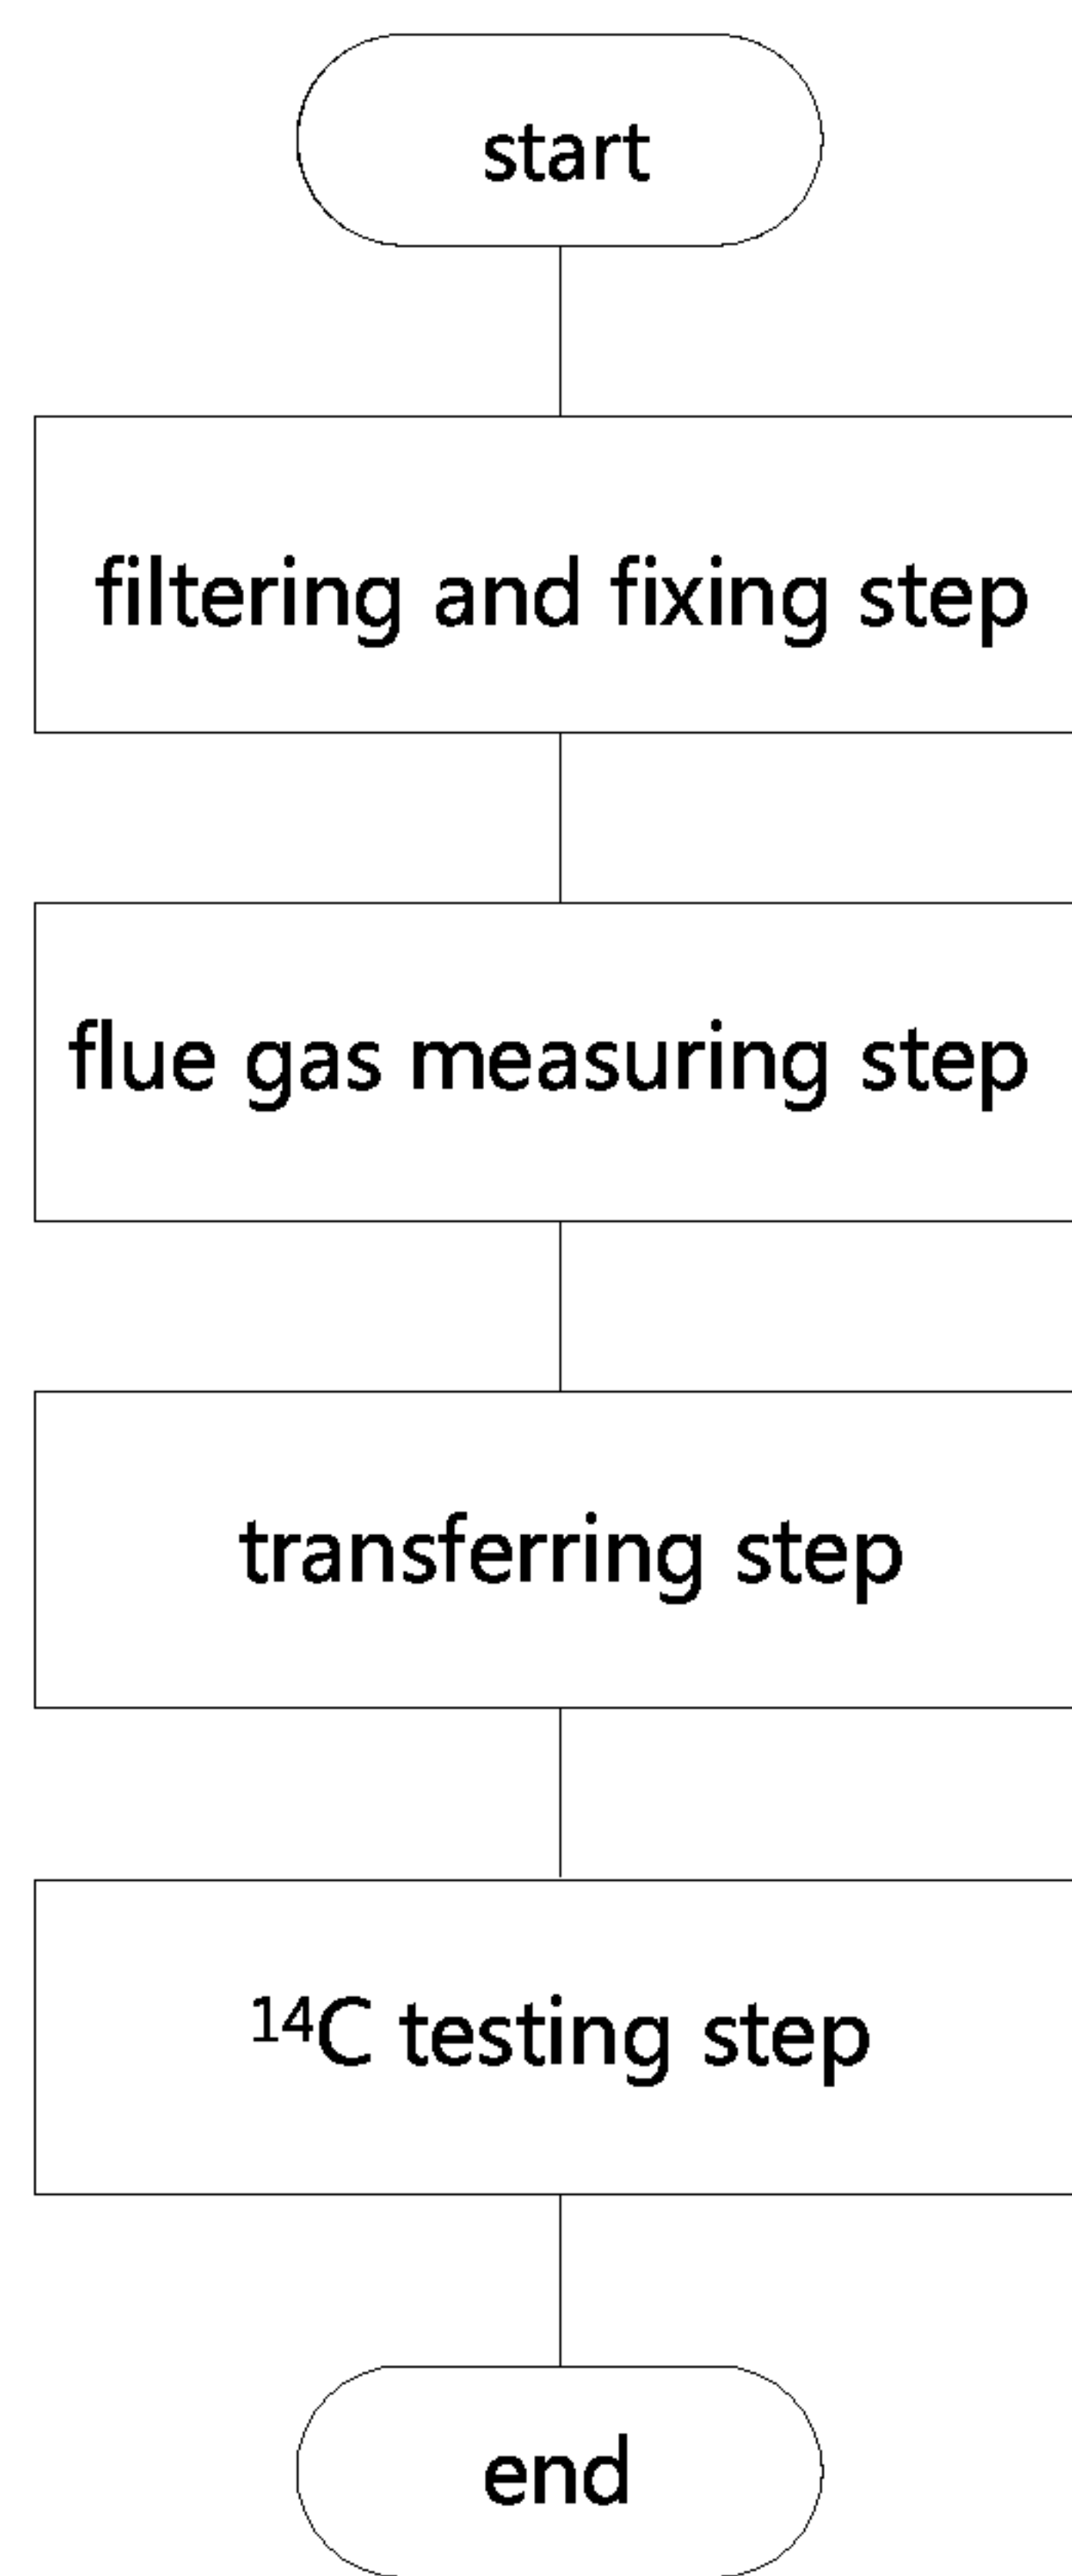 start
filtering and fixing step
flue gas measuring step
transferring step
¹⁴C testing step
end